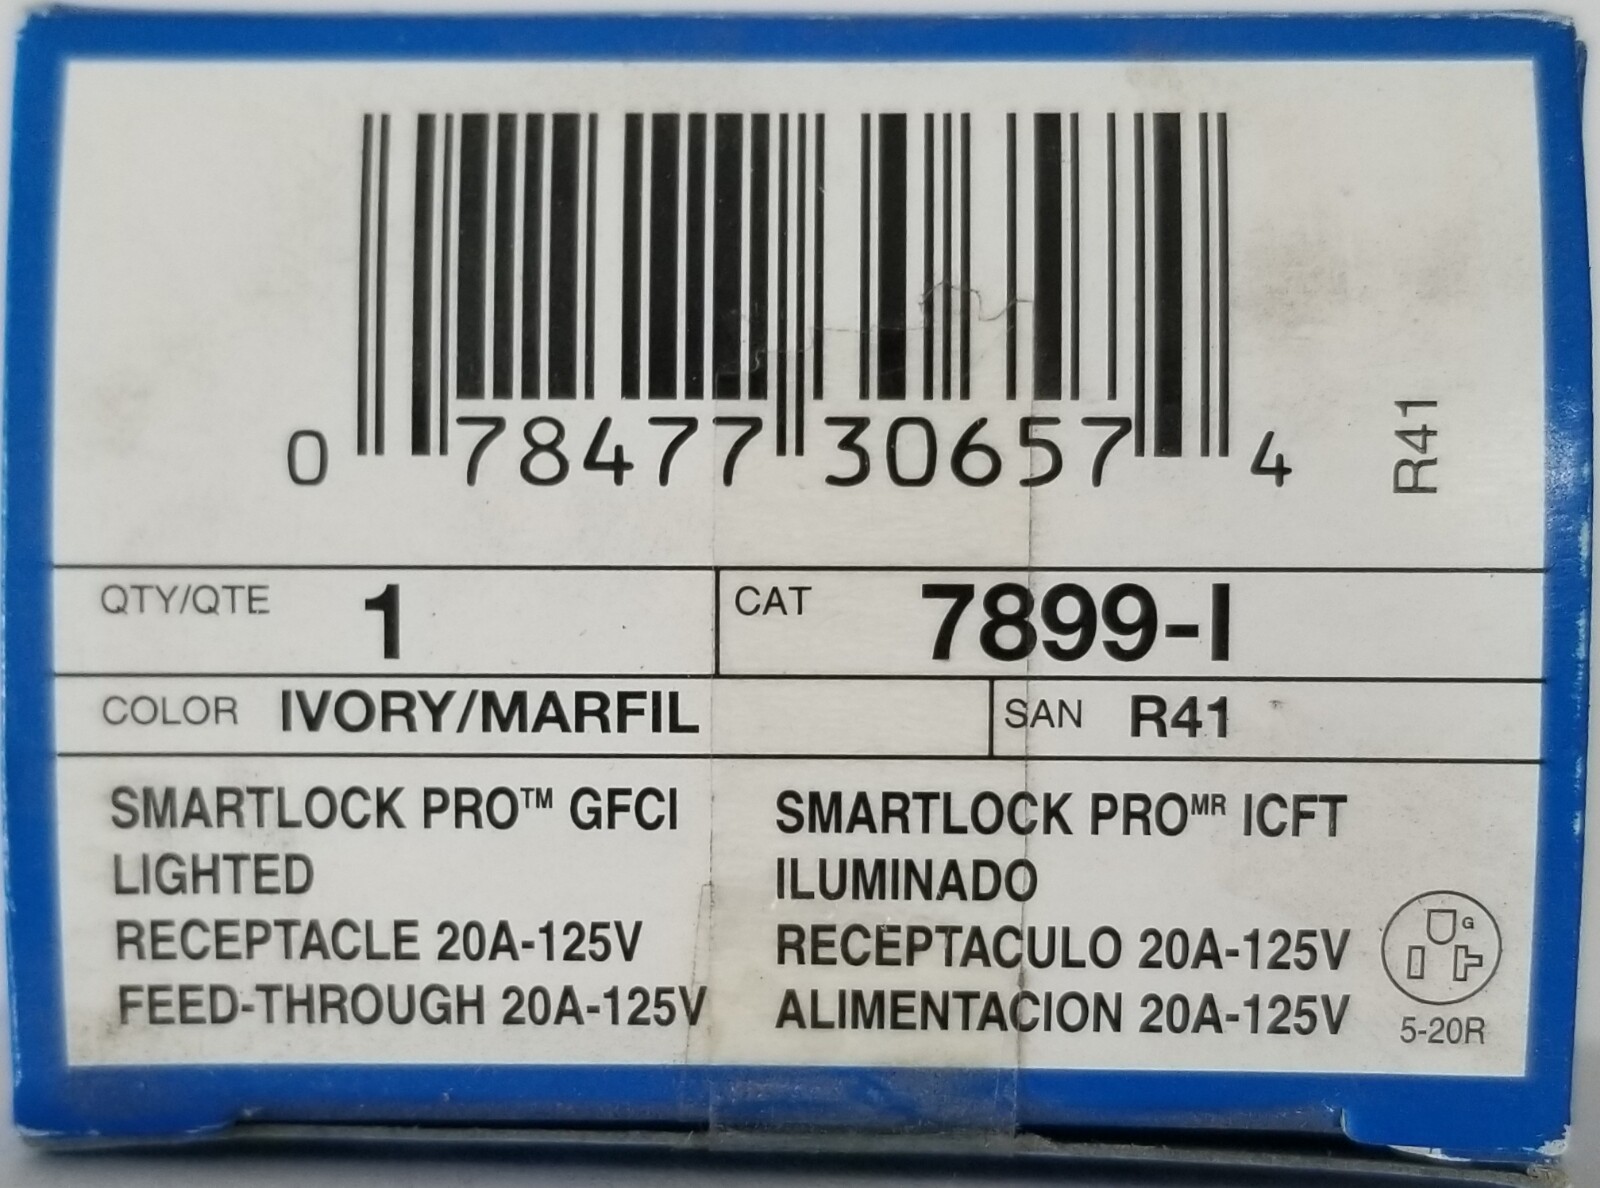 0 78477 30657 4
R41
QTY/QTE 1
CAT 7899-I
COLOR IVORY/MARFIL
SAN R41
SMARTLOCK PRO™ GFCI
LIGHTED
RECEPTACLE 20A-125V
FEED-THROUGH 20A-125V
SMARTLOCK PROMR ICFT
ILUMINADO
RECEPTACULO 20A-125V
ALIMENTACION 20A-125V
G
5-20R